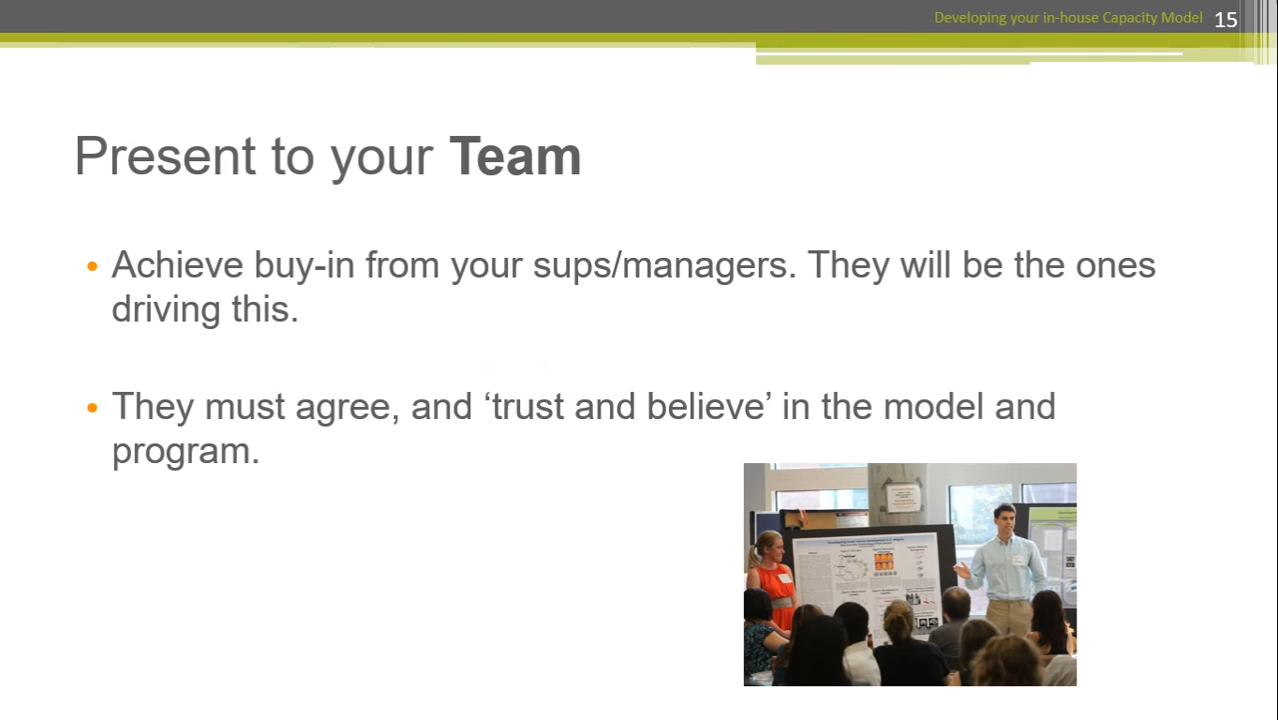 Developing your in-house Capacity Model 15
Present to your Team
• Achieve buy-in from your sups/managers. They will be the ones
driving this.
• They must agree, and ‘trust and believe’ in the model and
program.